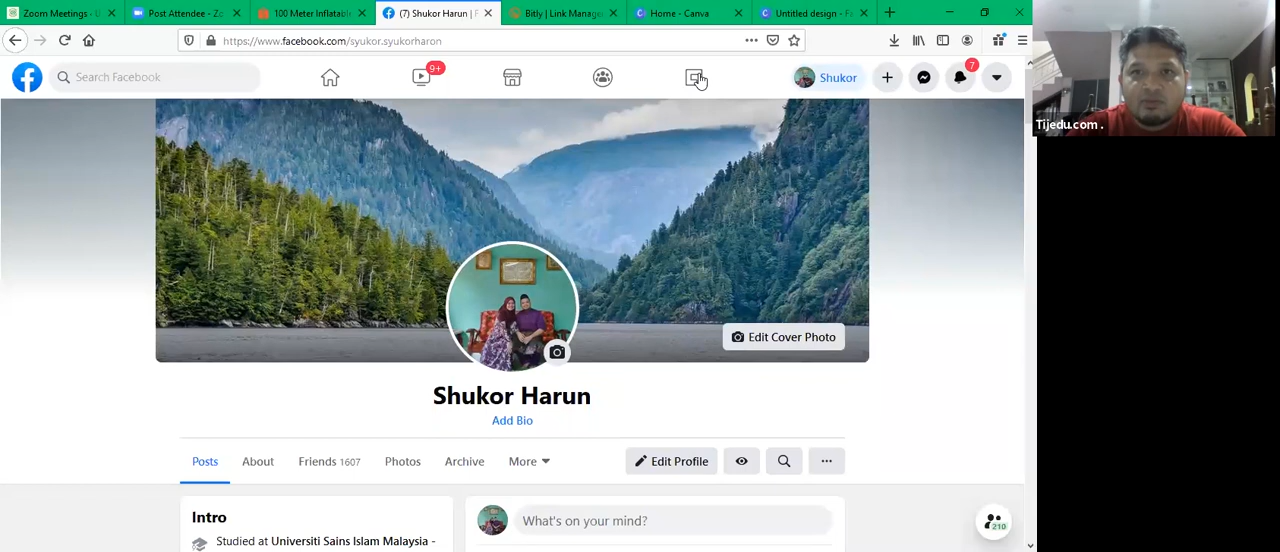 Zoom Meetings - U
Post Attendee - Zo
100 Meter Inflatable
(7) Shukor Harun | F
Bitly | Link Manage
Home - Canva
Untitled design - Fa
https://www.facebook.com/syukor.syukorharon
Search Facebook
9+
Shukor
7
Tijedu.com .
Edit Cover Photo
Shukor Harun
Add Bio
Posts
About
Friends 1607
Photos
Archive
More
Edit Profile
Intro
What's on your mind?
Studied at Universiti Sains Islam Malaysia -
210